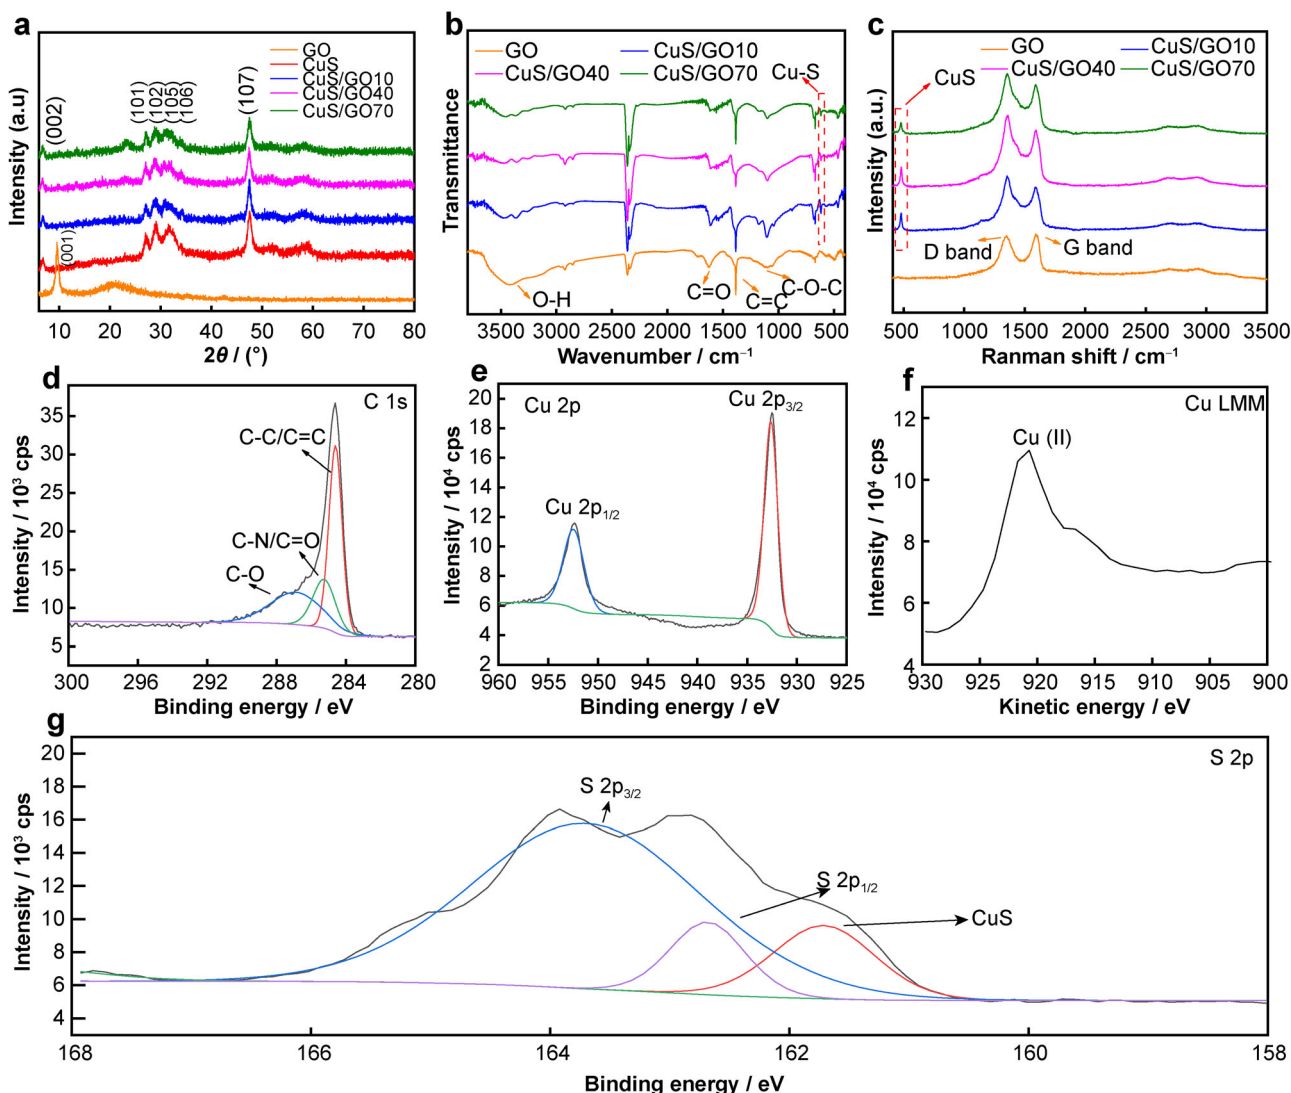 a
Intensity (a.u)
GO
CuS
CuS/GO10
CuS/GO40
CuS/GO70
(002)
(001)
(101)
(102)
(105)
(106)
(107)
10 20 30 40 50 60 70 80
2θ / (°)
b
Transmittance
GO
CuS/GO10
CuS/GO40
CuS/GO70
Cu-S
O-H
C=O
C=C
C-O-C
3500 3000 2500 2000 1500 1000 500
Wavenumber / cm⁻¹
c
Intensity (a.u.)
GO
CuS/GO10
CuS/GO40
CuS/GO70
CuS
D band
G band
500 1000 1500 2000 2500 3000 3500
Ranman shift / cm⁻¹
d
C 1s
Intensity / 10³ cps
40
35
30
25
20
15
10
5
C-C/C=C
C-N/C=O
C-O
300 296 292 288 284 280
Binding energy / eV
e
Cu 2p
Cu 2p₃/₂
Cu 2p₁/₂
Intensity / 10⁴ cps
20
18
16
14
12
10
8
6
4
2
960 955 950 945 940 935 930 925
Binding energy / eV
f
Cu LMM
Cu (II)
Intensity / 10⁴ cps
12
10
8
6
4
930 925 920 915 910 905 900
Kinetic energy / eV
g
S 2p
Intensity / 10³ cps
20
18
16
14
12
10
8
6
4
S 2p₃/₂
S 2p₁/₂
CuS
168 166 164 162 160 158
Binding energy / eV